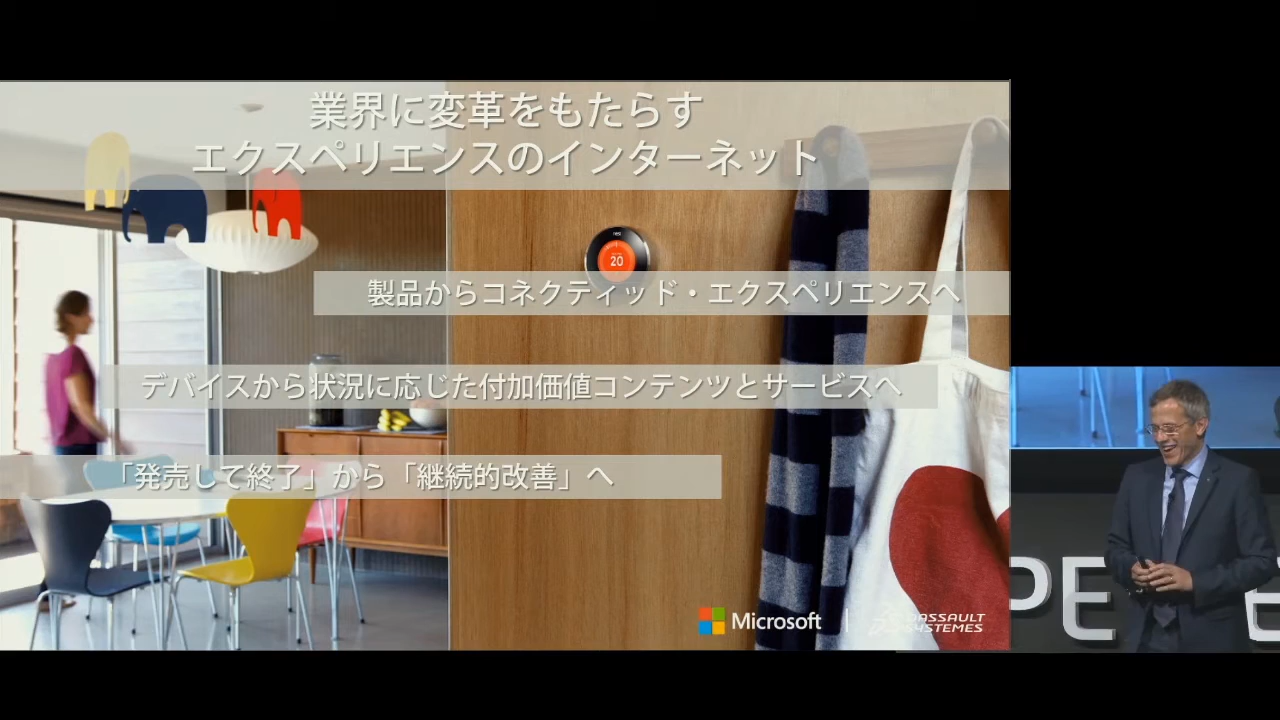 業界に変革をもたらす
エクスペリエンスのインターネット
20
製品からコネクティッド・エクスペリエンスへ
デバイスから状況に応じた付加価値コンテンツとサービスへ
「発売して終了」から「継続的改善」へ
Microsoft
DASSAULT
SYSTEMES
PE